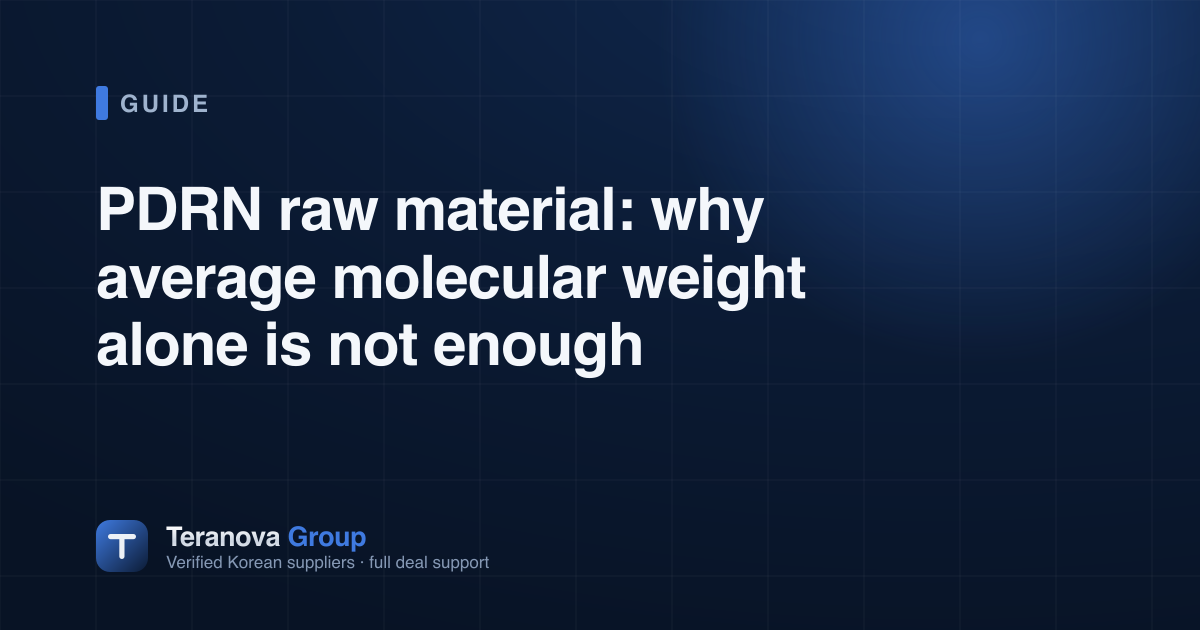 GUIDE
PDRN raw material: why
average molecular weight
alone is not enough
T
Teranova Group
Verified Korean suppliers · full deal support